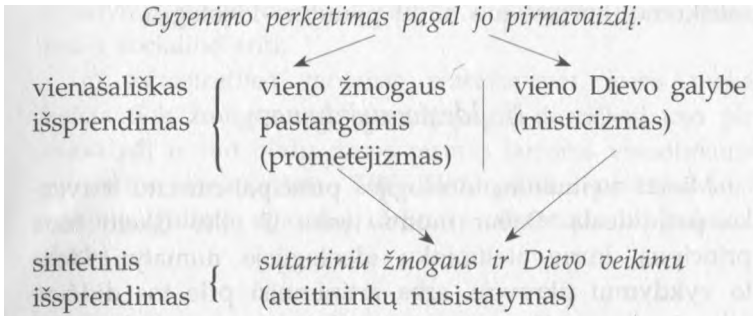 Gyvenimo perkeitimas pagal jo pirmavaizdį.
vienašališkas { vieno žmogaus vieno Dievo galybe
išsprendimas pastangomis (misticizmas)
(prometėjizmas)
sintetinis { sutartiniu žmogaus ir Dievo veikimu
išsprendimas (ateitininkų nusistatymas)